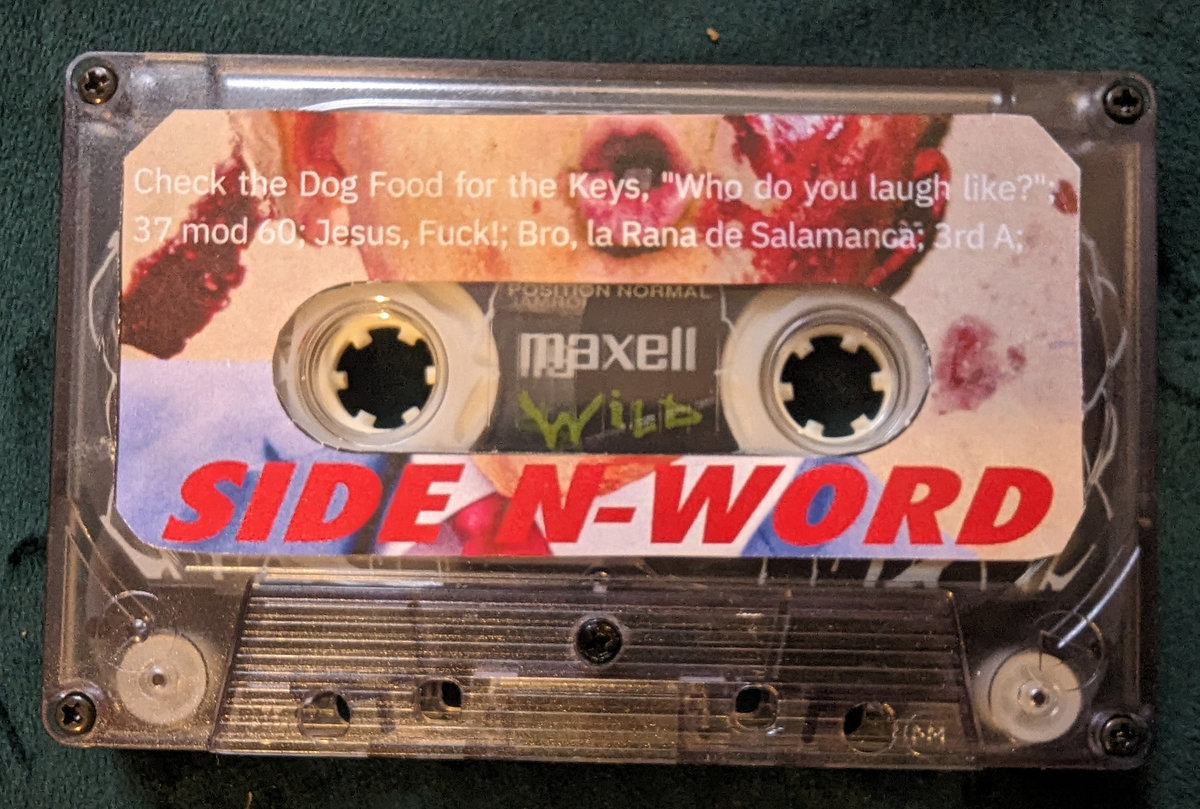 Check the Dog Food for the Keys, "Who do you laugh like?";
37 mod 60; Jesus, Fuck!; Bro, la Rana de Salamanca; 3rd A;
POSITION NORMAL
maxell
WiLD
SIDE N-WORD